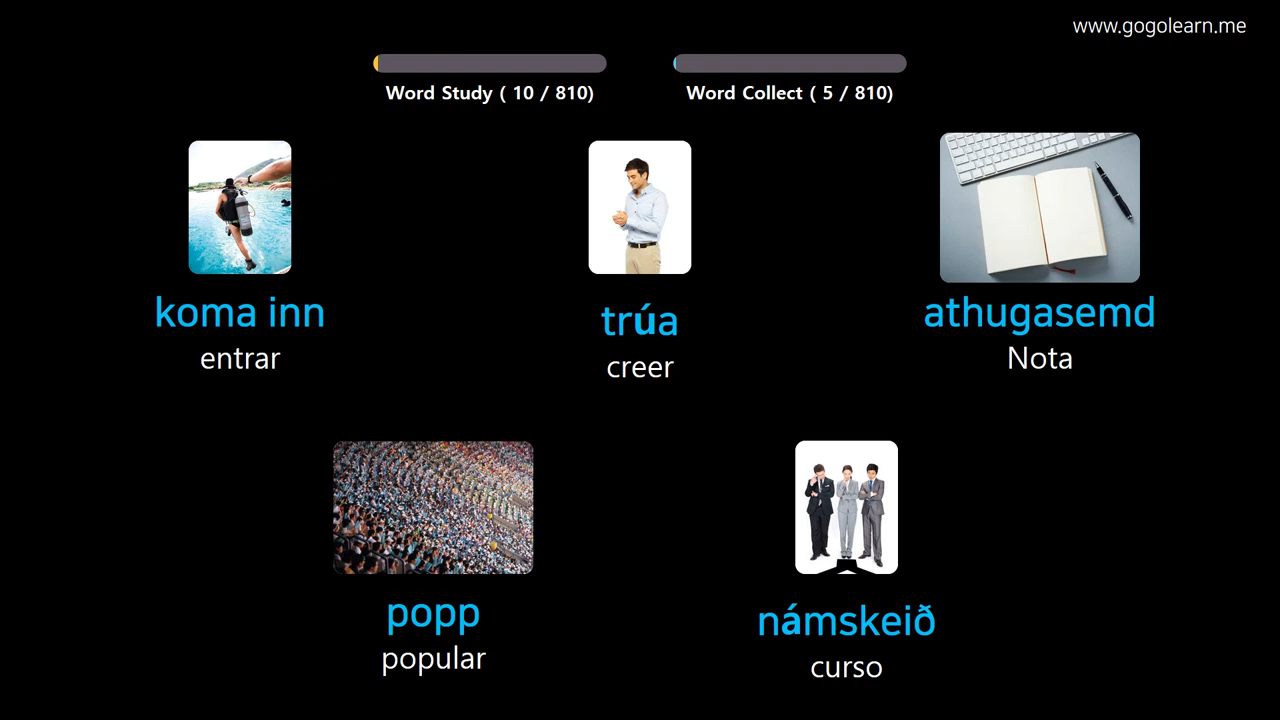 www.gogolearn.me
Word Study ( 10 / 810)
Word Collect ( 5 / 810)
koma inn
entrar
trúa
creer
athugasemd
Nota
popp
popular
námskeið
curso